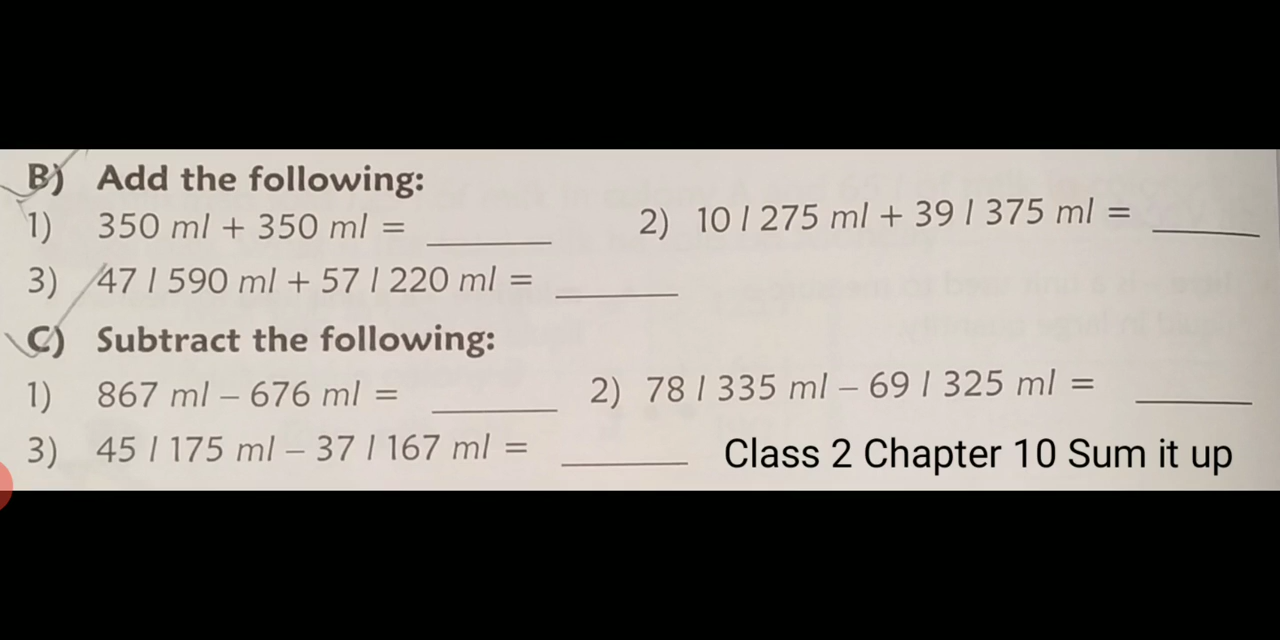 B) Add the following:
1) 350 ml + 350 ml = ______ 2) 10 l 275 ml + 39 l 375 ml = ______
3) 47 l 590 ml + 57 l 220 ml = ______
C) Subtract the following:
1) 867 ml – 676 ml = ______ 2) 78 l 335 ml – 69 l 325 ml = ______
3) 45 l 175 ml – 37 l 167 ml = ______ Class 2 Chapter 10 Sum it up